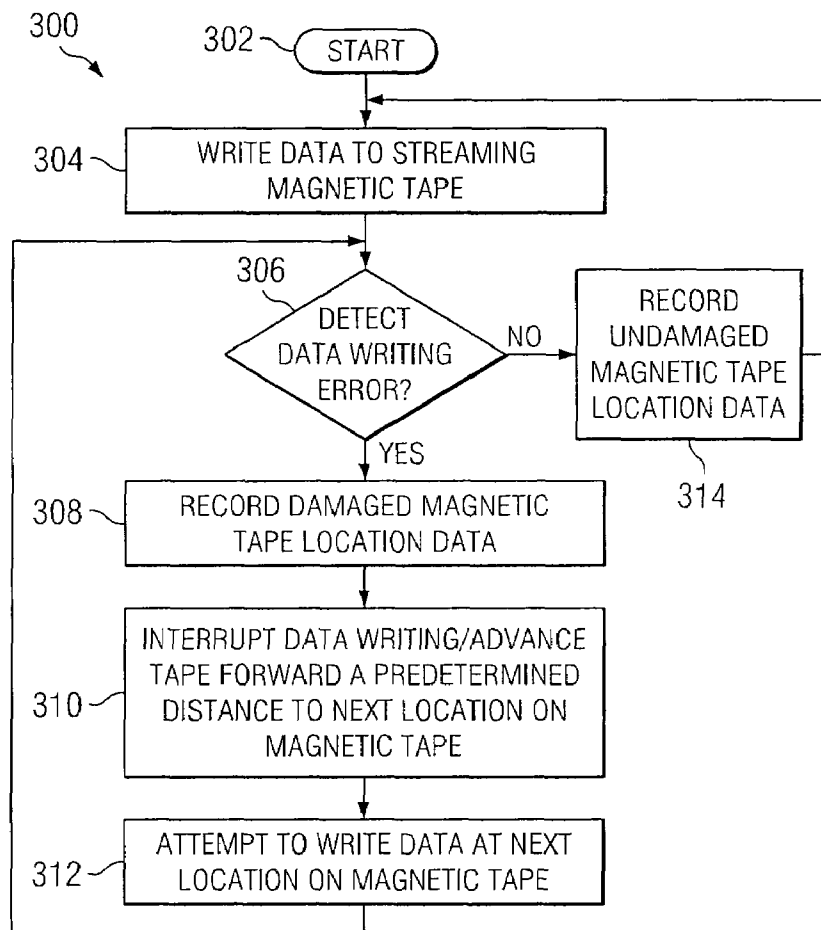 300
302
START
304
WRITE DATA TO STREAMING
MAGNETIC TAPE
306
DETECT
DATA WRITING
ERROR?
NO
RECORD
UNDAMAGED
MAGNETIC TAPE
LOCATION DATA
314
YES
308
RECORD DAMAGED MAGNETIC
TAPE LOCATION DATA
310
INTERRUPT DATA WRITING/ADVANCE
TAPE FORWARD A PREDETERMINED
DISTANCE TO NEXT LOCATION ON
MAGNETIC TAPE
312
ATTEMPT TO WRITE DATA AT NEXT
LOCATION ON MAGNETIC TAPE